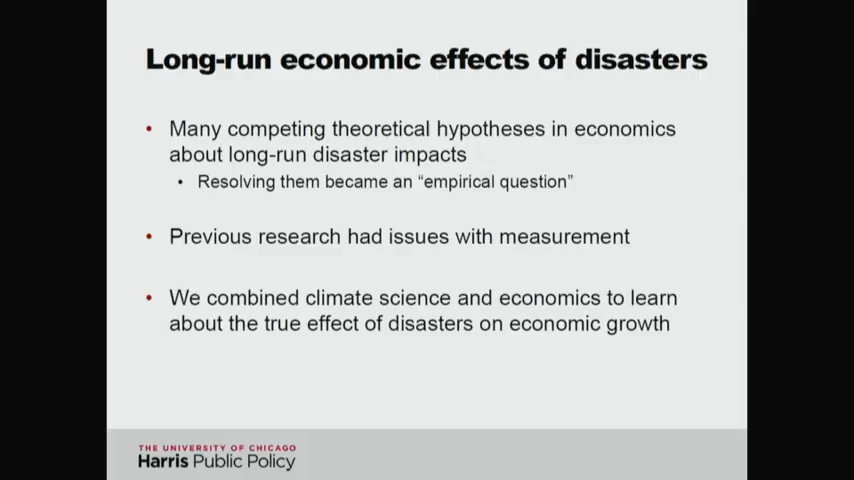 Long-run economic effects of disasters
• Many competing theoretical hypotheses in economics
about long-run disaster impacts
• Resolving them became an “empirical question”
• Previous research had issues with measurement
• We combined climate science and economics to learn
about the true effect of disasters on economic growth
THE UNIVERSITY OF CHICAGO
Harris Public Policy